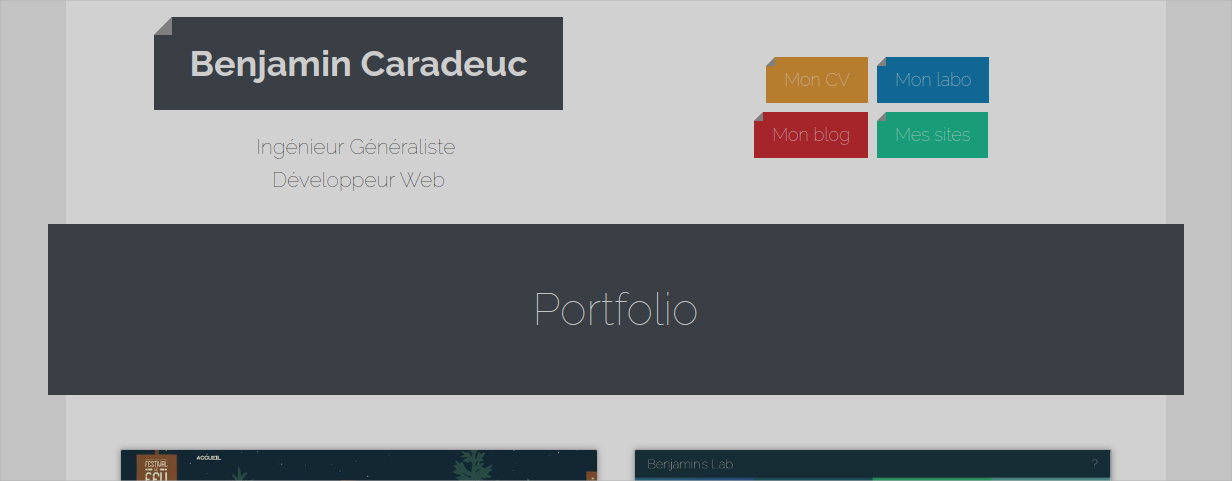 Benjamin Caradeuc
Ingénieur Généraliste
Développeur Web
Mon CV
Mon labo
Mon blog
Mes sites
Portfolio
FESTIVAL
ACCUEIL
Benjamin's Lab
?